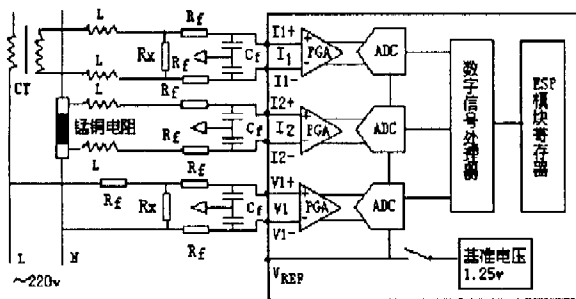 L
Rf
I1+
PGA
ADC
Rx
Cf
I1
CT
L
Rf
Rf
I1-
数字信号处理器
ESP模块寄存器
Rf
I2+
PGA
ADC
锰铜电阻
I2
L
Rf
I2-
Rf
V1+
PGA
ADC
Rf
Rx
Cf
V1
Rf
V1-
L
N
～220v
VREF
基准电压
1.25v